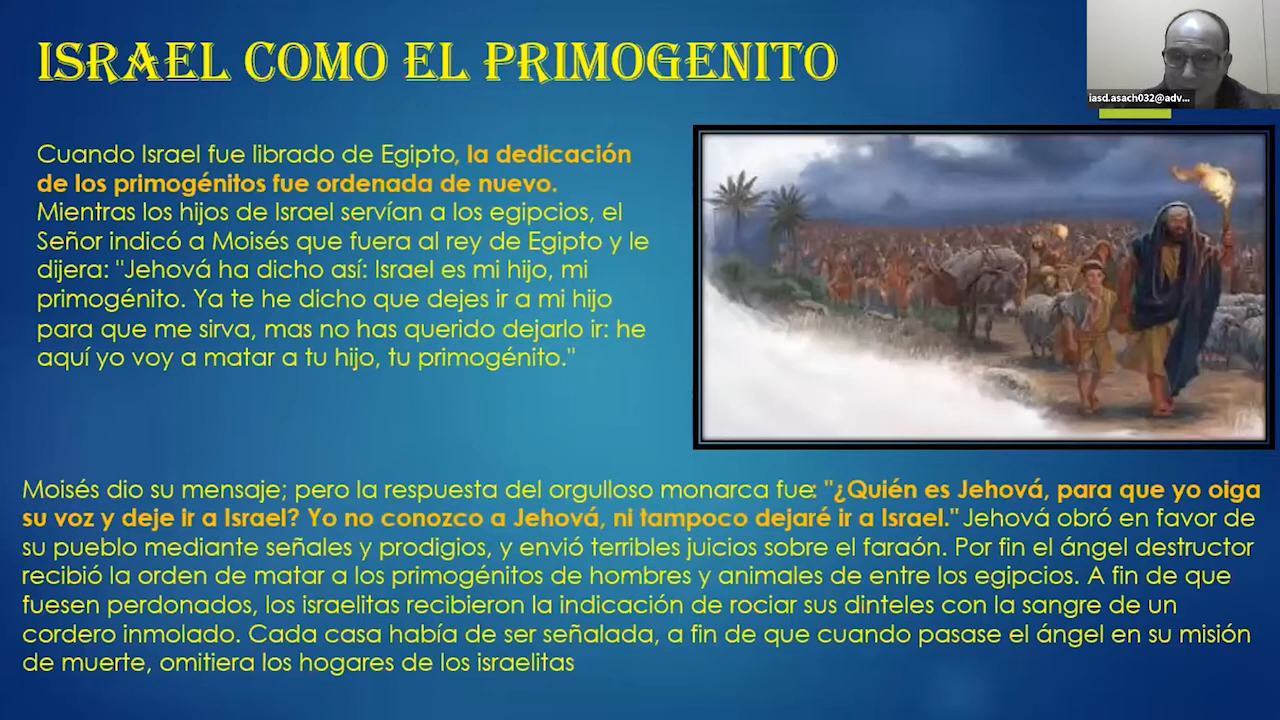 ISRAEL COMO EL PRIMOGENITO
iasd.asach032@adv...
Cuando Israel fue librado de Egipto, la dedicación
de los primogénitos fue ordenada de nuevo.
Mientras los hijos de Israel servían a los egipcios, el
Señor indicó a Moisés que fuera al rey de Egipto y le
dijera: "Jehová ha dicho así: Israel es mi hijo, mi
primogénito. Ya te he dicho que dejes ir a mi hijo
para que me sirva, mas no has querido dejarlo ir: he
aquí yo voy a matar a tu hijo, tu primogénito."
Moisés dio su mensaje; pero la respuesta del orgulloso monarca fue: "¿Quién es Jehová, para que yo oiga
su voz y deje ir a Israel? Yo no conozco a Jehová, ni tampoco dejaré ir a Israel." Jehová obró en favor de
su pueblo mediante señales y prodigios, y envió terribles juicios sobre el faraón. Por fin el ángel destructor
recibió la orden de matar a los primogénitos de hombres y animales de entre los egipcios. A fin de que
fuesen perdonados, los israelitas recibieron la indicación de rociar sus dinteles con la sangre de un
cordero inmolado. Cada casa había de ser señalada, a fin de que cuando pasase el ángel en su misión
de muerte, omitiera los hogares de los israelitas